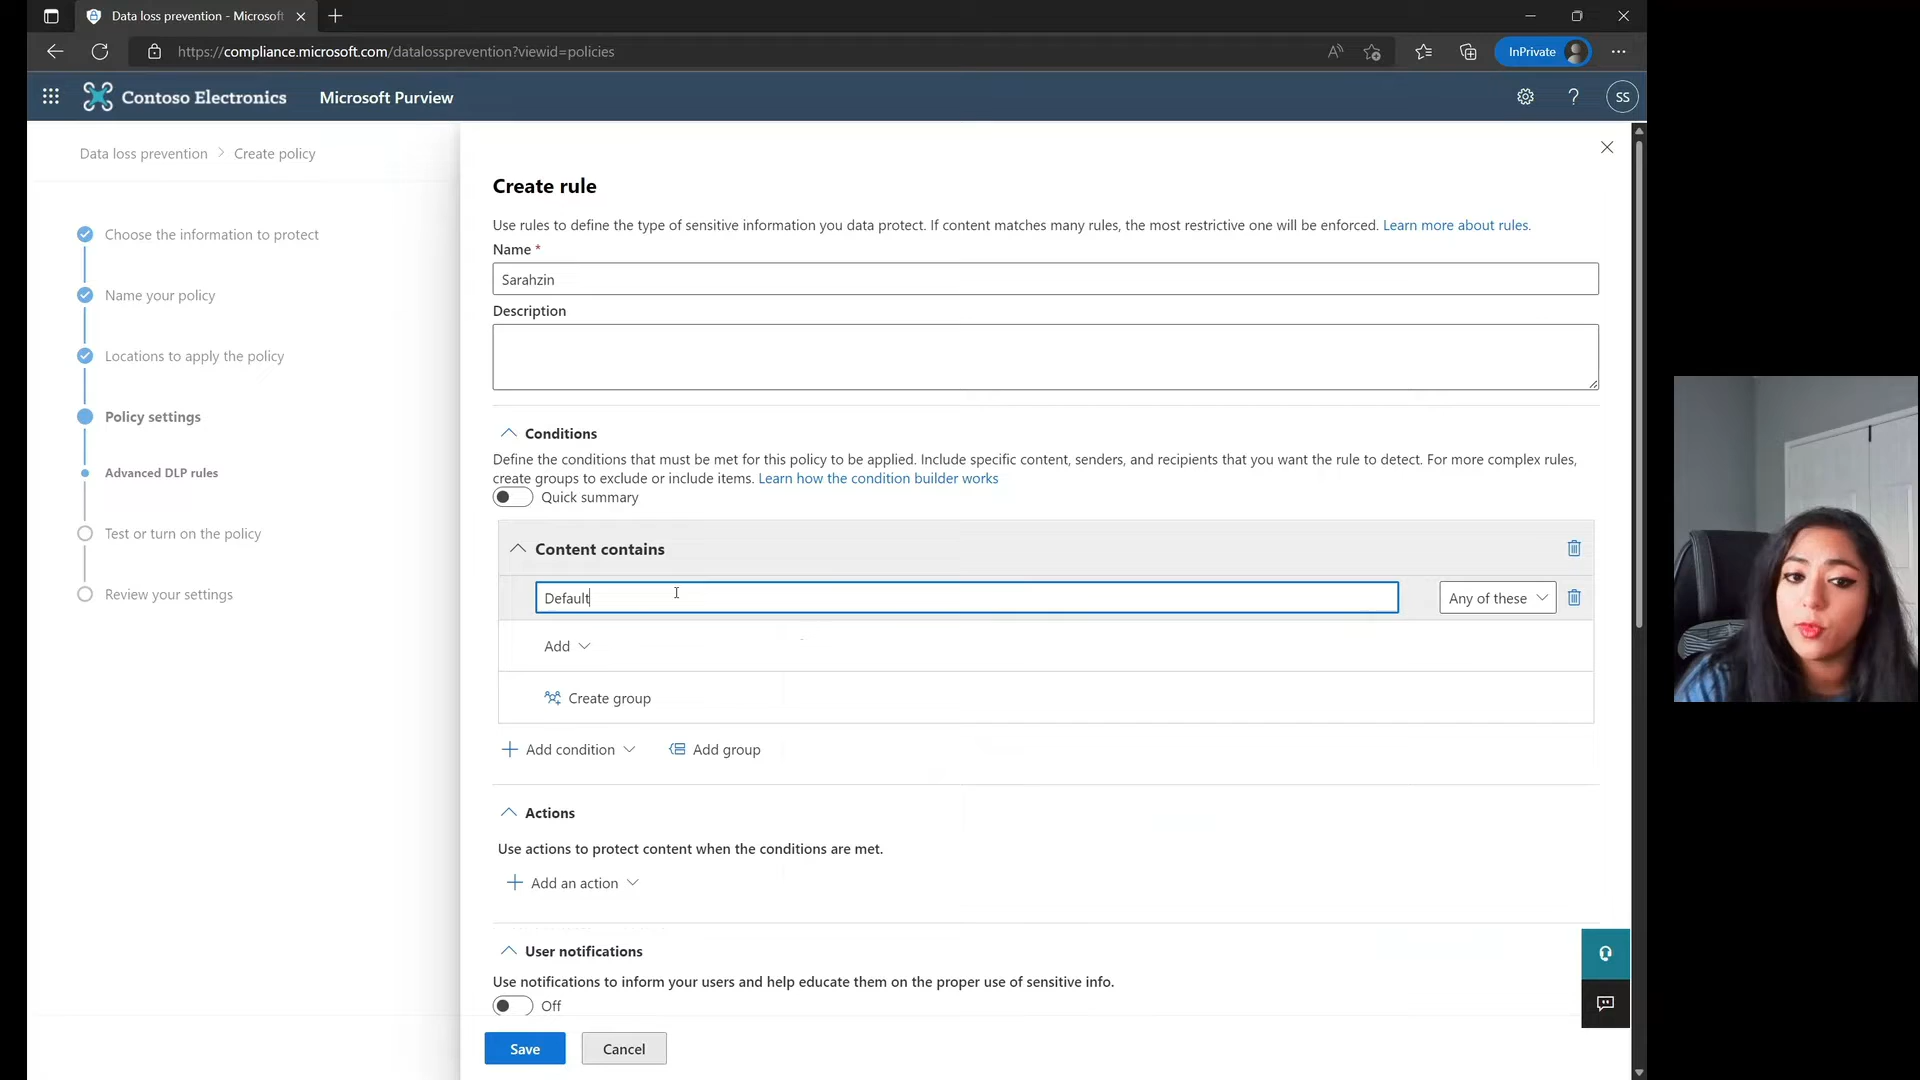 Data loss prevention - Microsoft
https://compliance.microsoft.com/datalossprevention?viewid=policies
InPrivate
Contoso Electronics
Microsoft Purview
?
SS
Data loss prevention > Create policy
Choose the information to protect
Name your policy
Locations to apply the policy
Policy settings
Advanced DLP rules
Test or turn on the policy
Review your settings
Create rule
Use rules to define the type of sensitive information you data protect. If content matches many rules, the most restrictive one will be enforced. Learn more about rules.
Name *
Sarahzin
Description
Conditions
Define the conditions that must be met for this policy to be applied. Include specific content, senders, and recipients that you want the rule to detect. For more complex rules,
create groups to exclude or include items. Learn how the condition builder works
Quick summary
Content contains
Default
Any of these
Add
Create group
Add condition
Add group
Actions
Use actions to protect content when the conditions are met.
Add an action
User notifications
Use notifications to inform your users and help educate them on the proper use of sensitive info.
Off
Save
Cancel